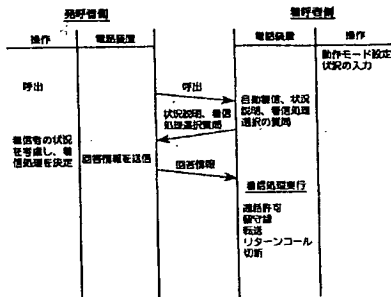 発呼者側
着呼者側
操作
電話装置
電話装置
操作
動作モード設定
状況の入力
呼出
呼出
自動着信、状況
説明、着信処理
選択の質問
状況説明、着信
処理選択質問
着信者の状況
を考慮し、着
信処理を決定
回答情報を送信
回答情報
着信処理実行
通話許可
留守録
転送
リターンコール
切断